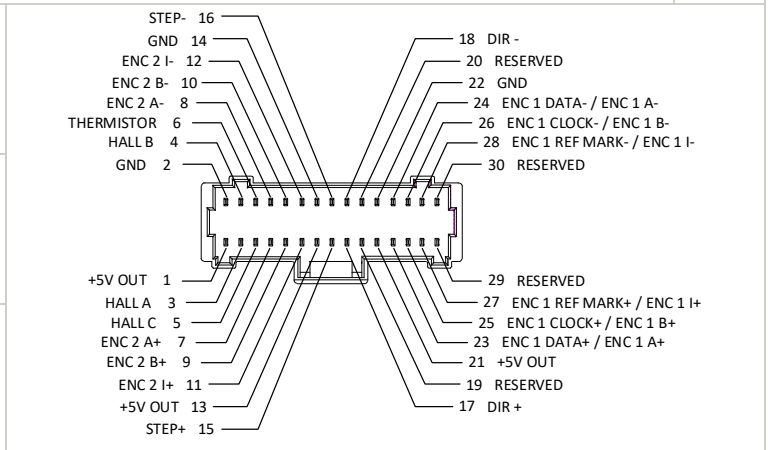 STEP- 16
GND 14
ENC 2 I- 12
ENC 2 B- 10
ENC 2 A- 8
THERMISTOR 6
HALL B 4
GND 2
18 DIR -
20 RESERVED
22 GND
24 ENC 1 DATA- / ENC 1 A-
26 ENC 1 CLOCK- / ENC 1 B-
28 ENC 1 REF MARK- / ENC 1 I-
30 RESERVED
+5V OUT 1
HALL A 3
HALL C 5
ENC 2 A+ 7
ENC 2 B+ 9
ENC 2 I+ 11
+5V OUT 13
STEP+ 15
29 RESERVED
27 ENC 1 REF MARK+ / ENC 1 I+
25 ENC 1 CLOCK+ / ENC 1 B+
23 ENC 1 DATA+ / ENC 1 A+
21 +5V OUT
19 RESERVED
17 DIR +